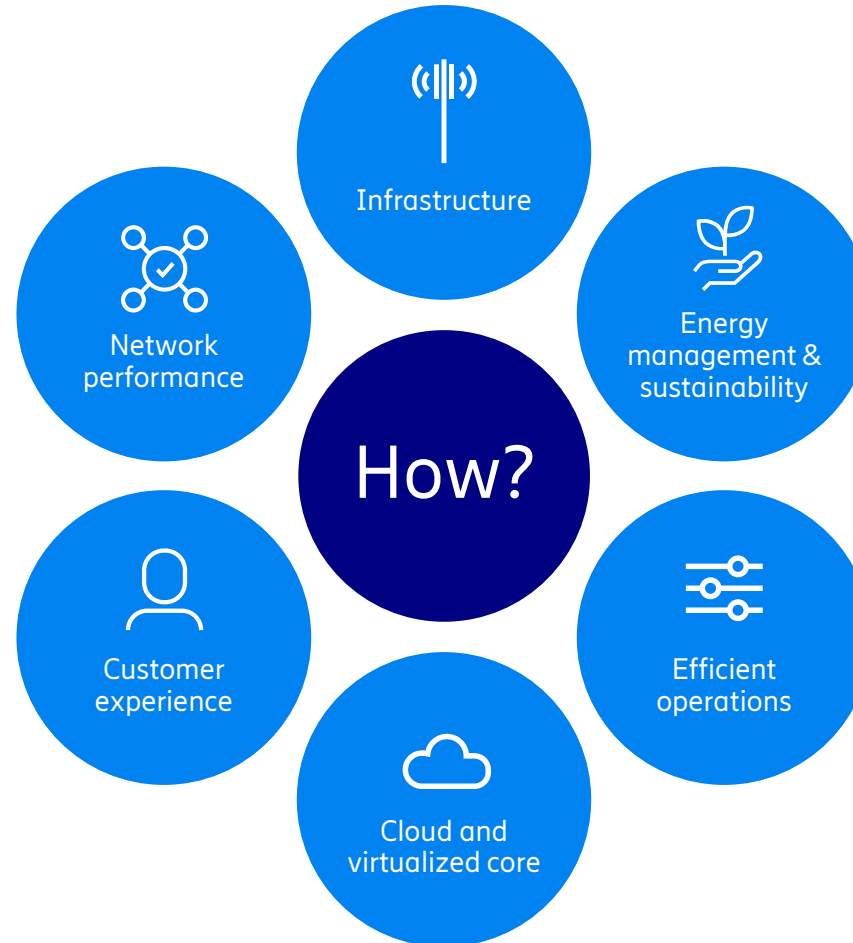 Infrastructure
Energy
management &
sustainability
Network
performance
How?
Customer
experience
Efficient
operations
Cloud and
virtualized core